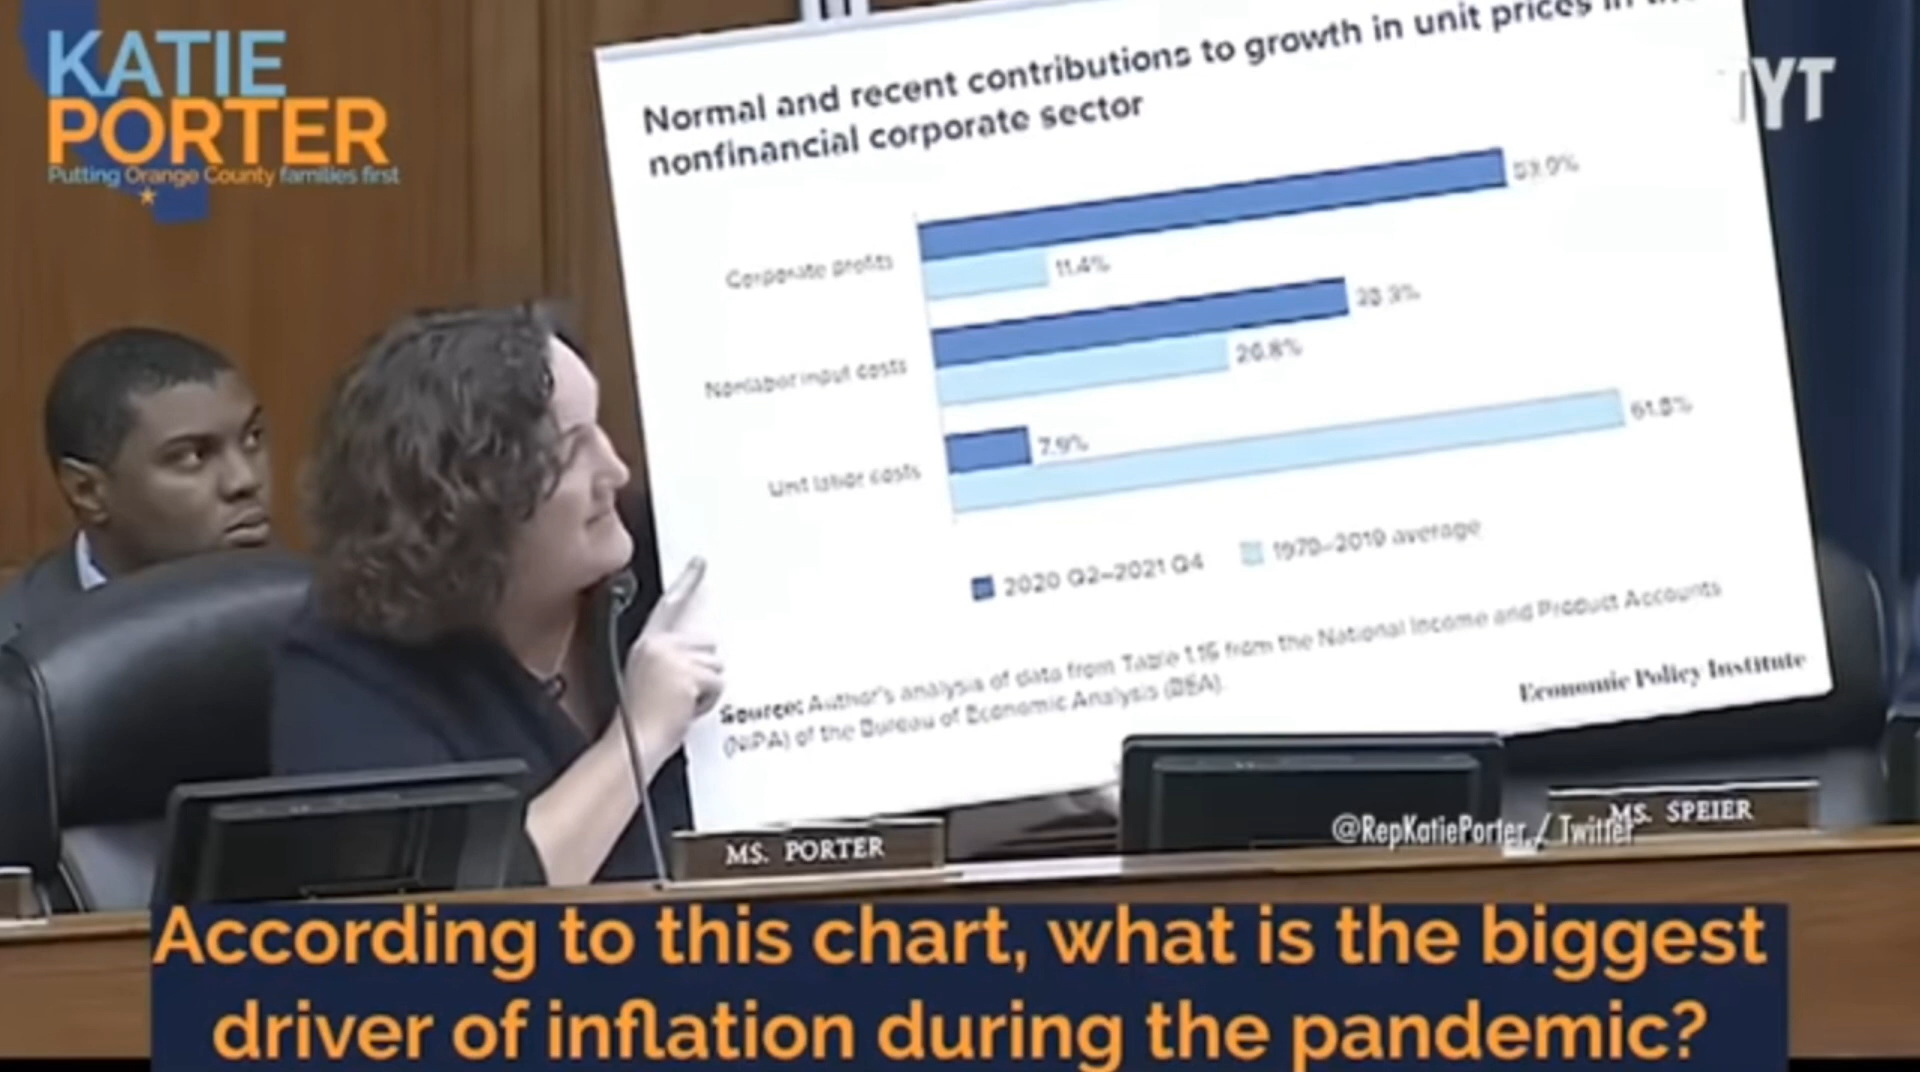 KATIE
PORTER
Putting Orange County families first
TYT
Normal and recent contributions to growth in unit prices in the
nonfinancial corporate sector
Corporate profits
11.4%
Nonlabor input costs
26.8%
Unit labor costs
7.9%
61.8%
2020 Q2–2021 Q4
1979–2019 average
Source: Author's analysis of data from Table 1.15 from the National Income and Product Accounts
(NIPA) of the Bureau of Economic Analysis (BEA).
Economic Policy Institute
MS. PORTER
MS. SPEIER
@RepKatiePorter / Twitter
According to this chart, what is the biggest
driver of inflation during the pandemic?